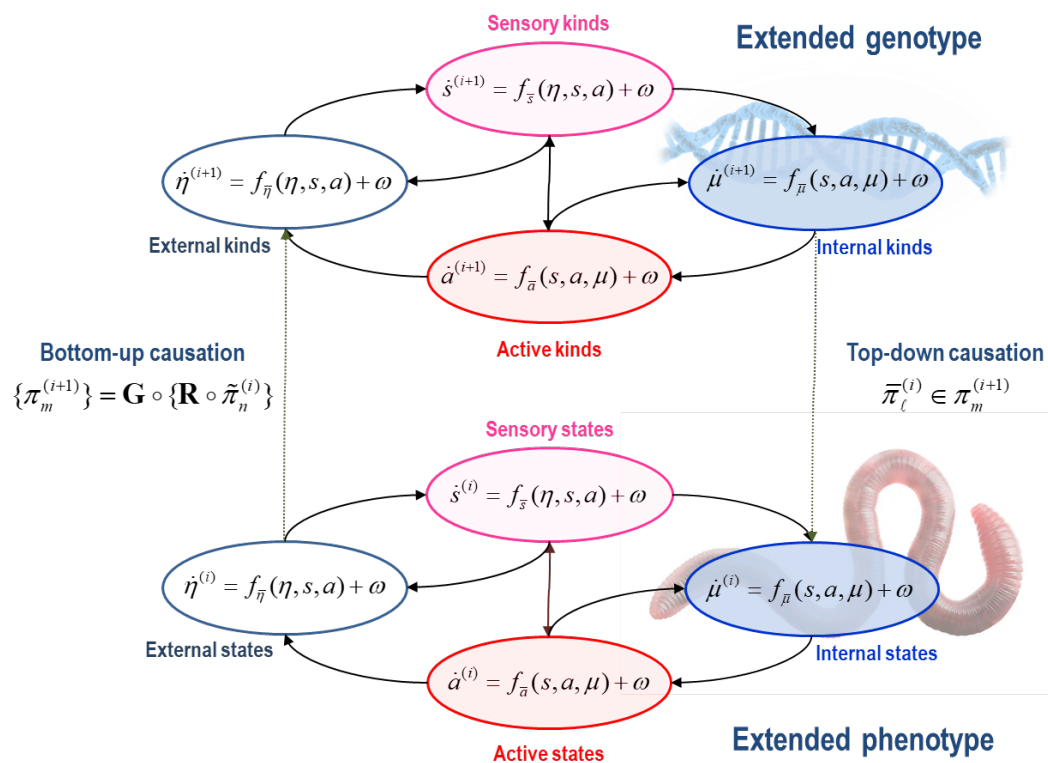 Sensory kinds
Extended genotype
ṡ⁽ⁱ⁺¹⁾ = f_s̄(η, s, a) + ω
η̇⁽ⁱ⁺¹⁾ = f_η̄(η, s, a) + ω
μ̇⁽ⁱ⁺¹⁾ = f_μ̄(s, a, μ) + ω
External kinds
Internal kinds
ȧ⁽ⁱ⁺¹⁾ = f_ā(s, a, μ) + ω
Active kinds
Bottom-up causation
{π_m⁽ⁱ⁺¹⁾} = G ∘ {R ∘ π̃_n⁽ⁱ⁾}
Top-down causation
π̄_ℓ⁽ⁱ⁾ ∈ π_m⁽ⁱ⁺¹⁾
Sensory states
ṡ⁽ⁱ⁾ = f_s̄(η, s, a) + ω
η̇⁽ⁱ⁾ = f_η̄(η, s, a) + ω
μ̇⁽ⁱ⁾ = f_μ̄(s, a, μ) + ω
External states
Internal states
ȧ⁽ⁱ⁾ = f_ā(s, a, μ) + ω
Active states
Extended phenotype